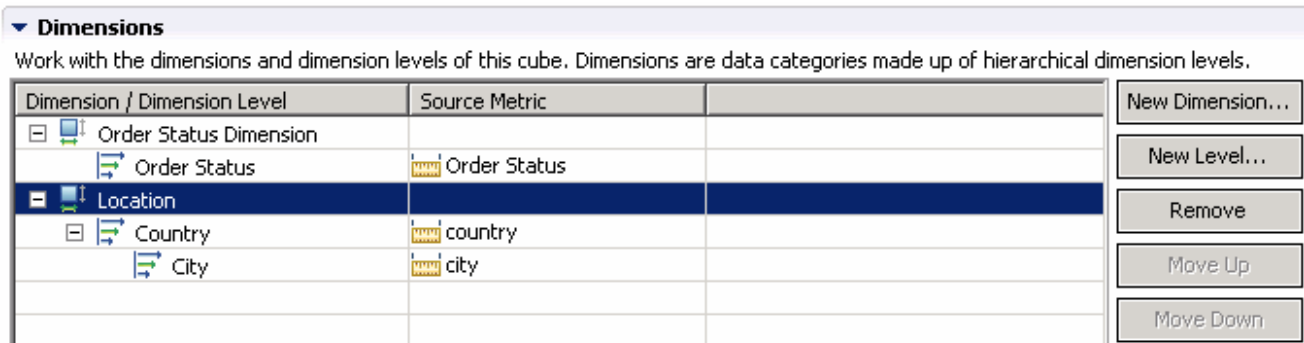 Dimensions
Work with the dimensions and dimension levels of this cube. Dimensions are data categories made up of hierarchical dimension levels.
Dimension / Dimension Level Source Metric
New Dimension...
Order Status Dimension
Order Status Order Status
New Level...
Location
Remove
Country country
City city
Move Up
Move Down